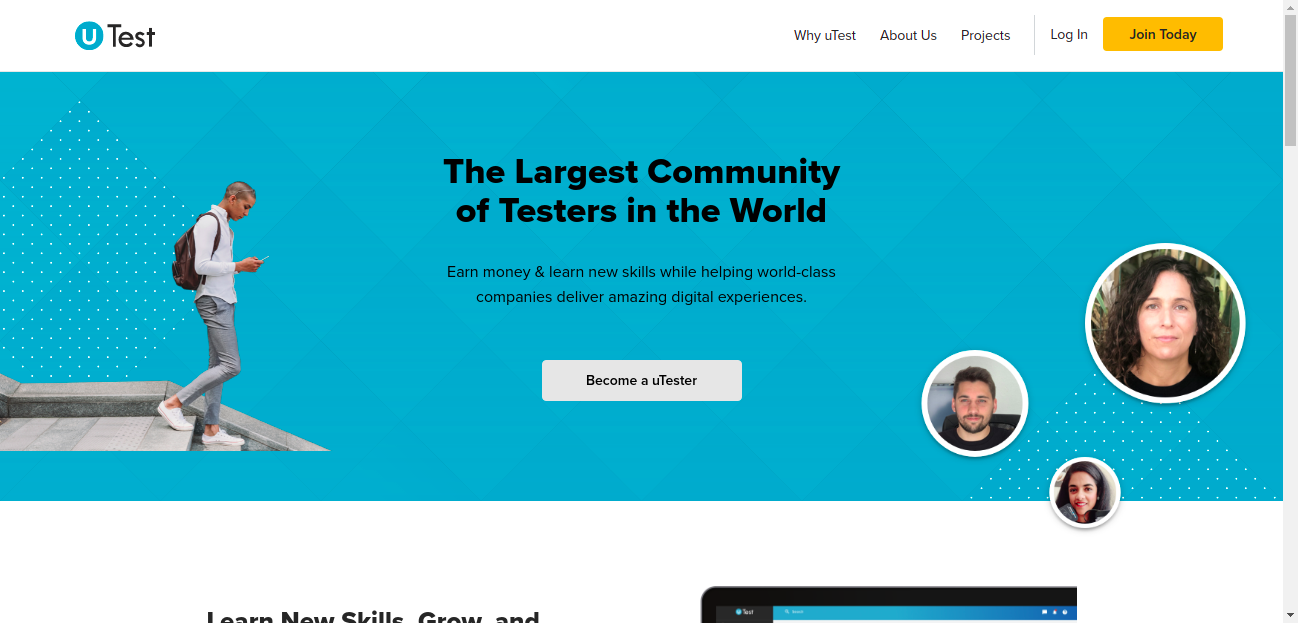 uTest
Why uTest
About Us
Projects
Log In
Join Today
The Largest Community
of Testers in the World
Earn money & learn new skills while helping world-class
companies deliver amazing digital experiences.
Become a uTester
Learn New Skills, Grow, and
uTest
Search